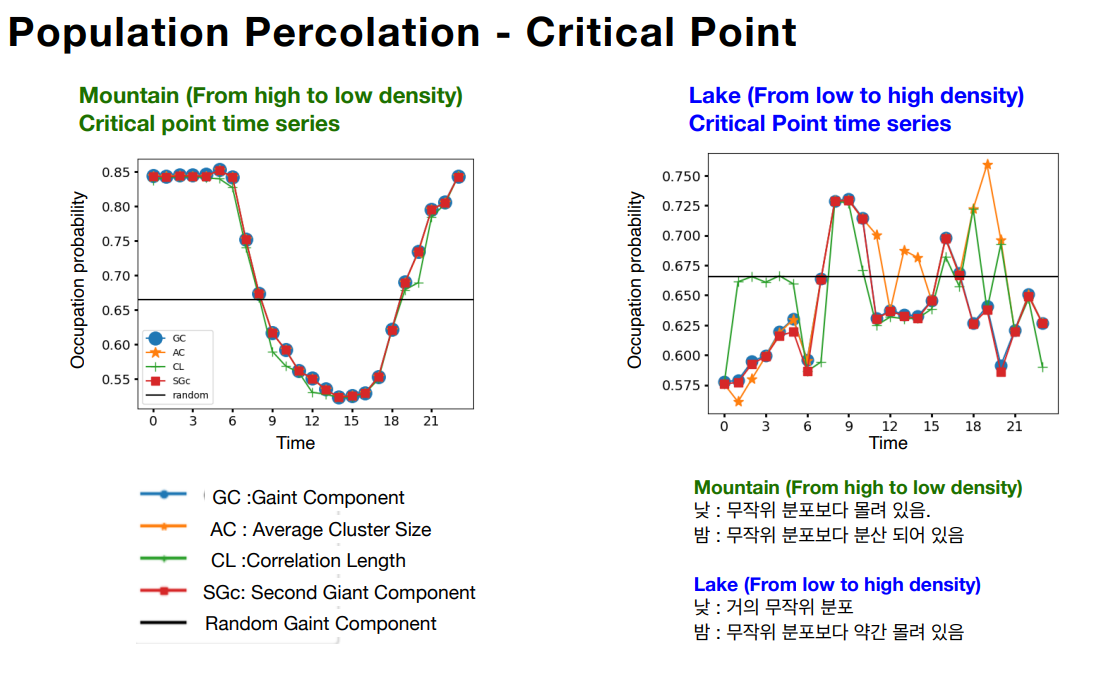 Population Percolation - Critical Point
Mountain (From high to low density)
Critical point time series
Occupation probability
0.85
0.80
0.75
0.70
0.65
0.60
0.55
GC
AC
CL
SGc
random
0 3 6 9 12 15 18 21
Time
Lake (From low to high density)
Critical Point time series
Occupation probability
0.750
0.725
0.700
0.675
0.650
0.625
0.600
0.575
0 3 6 9 12 15 18 21
Time
GC :Gaint Component
AC : Average Cluster Size
CL :Correlation Length
SGc: Second Giant Component
Random Gaint Component
Mountain (From high to low density)
낮 : 무작위 분포보다 몰려 있음.
밤 : 무작위 분포보다 분산 되어 있음
Lake (From low to high density)
낮 : 거의 무작위 분포
밤 : 무작위 분포보다 약간 몰려 있음